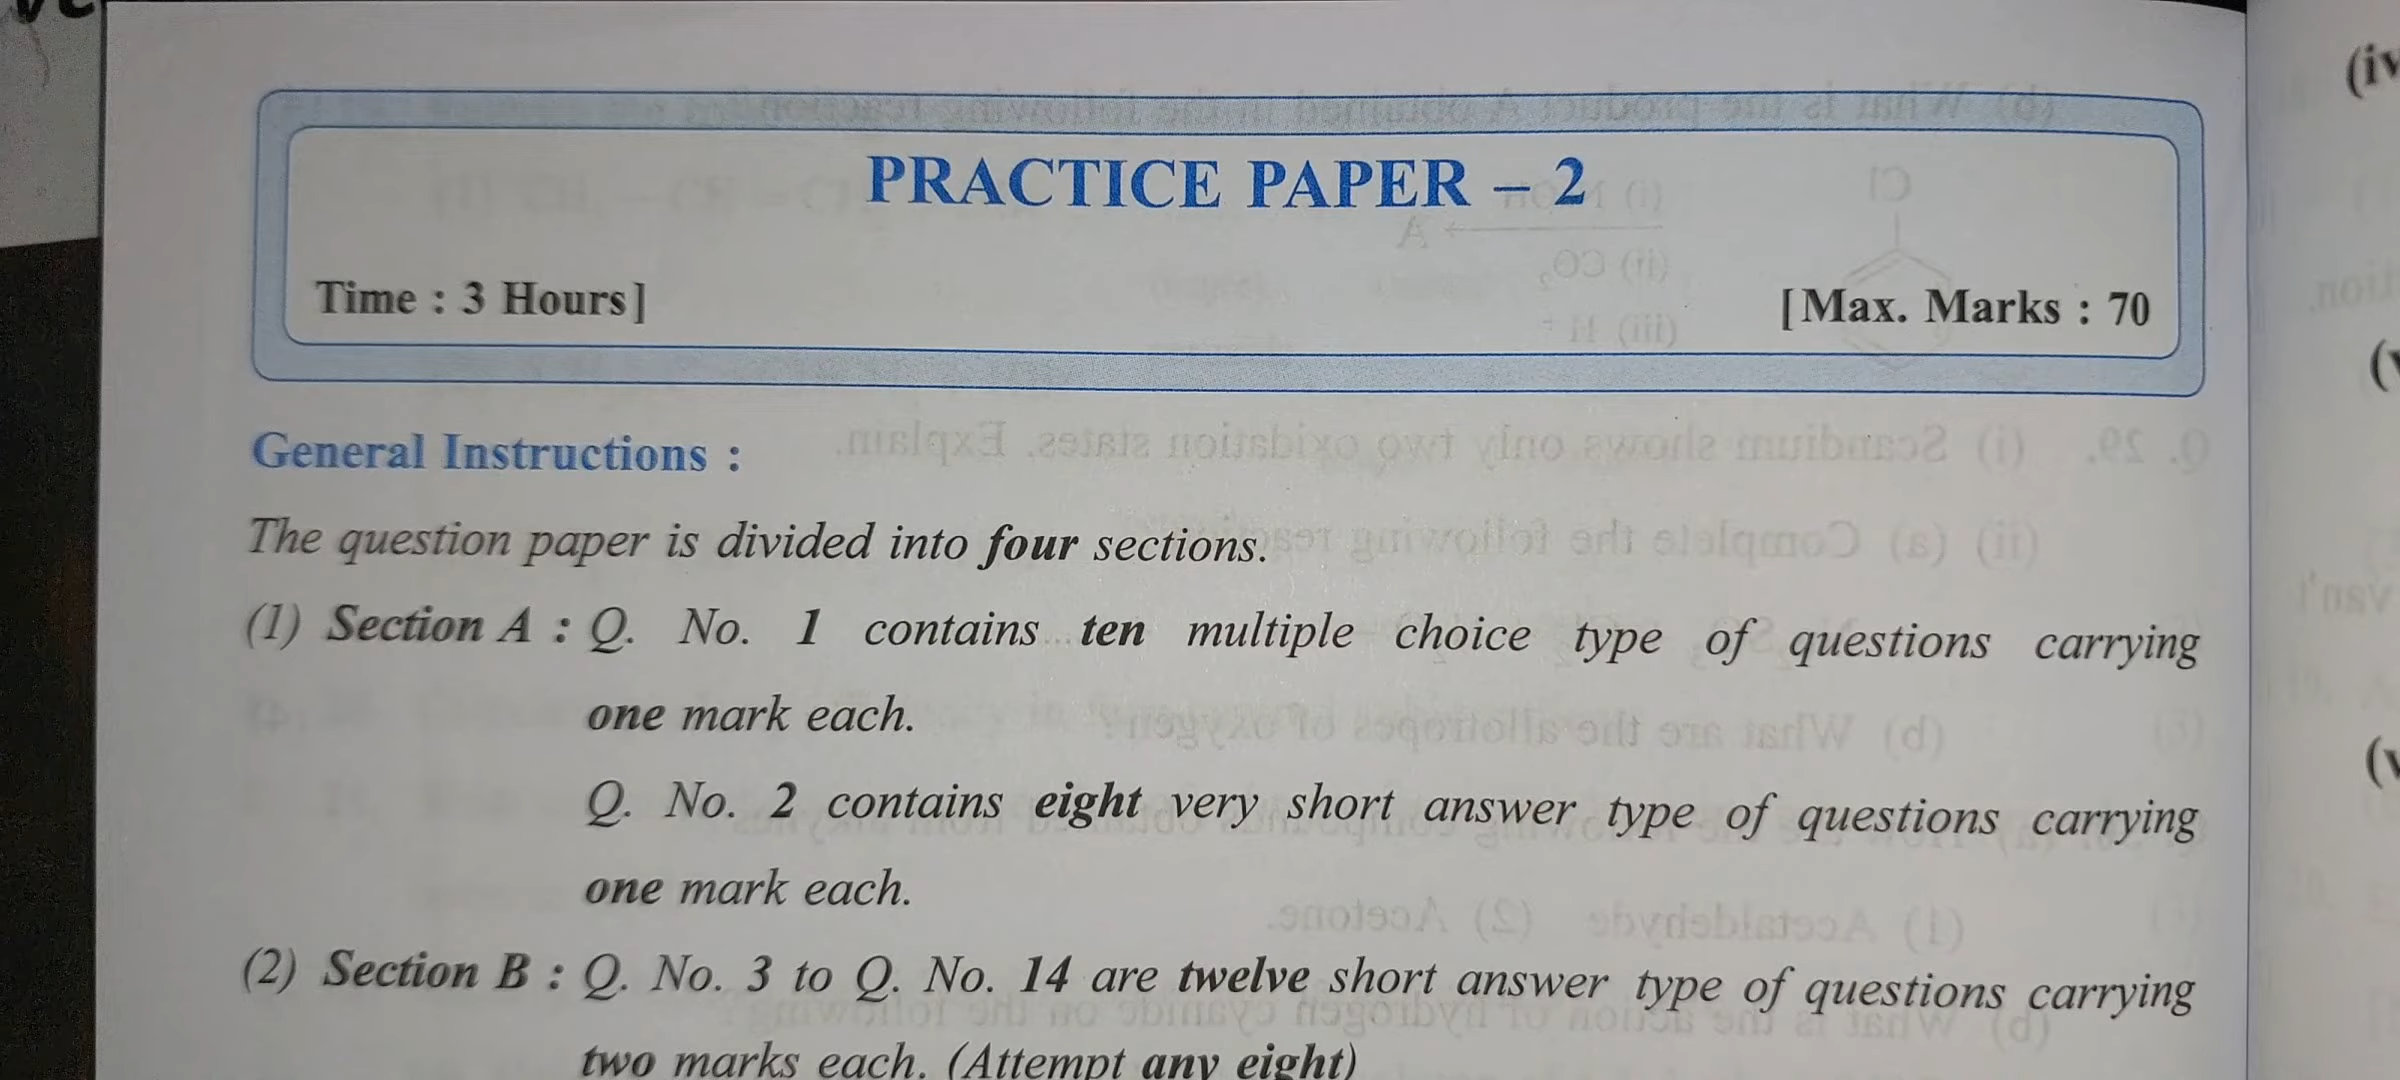 PRACTICE PAPER – 2
Time : 3 Hours]
[Max. Marks : 70
General Instructions :
The question paper is divided into four sections.
(1) Section A : Q. No. 1 contains ten multiple choice type of questions carrying
one mark each.
Q. No. 2 contains eight very short answer type of questions carrying
one mark each.
(2) Section B : Q. No. 3 to Q. No. 14 are twelve short answer type of questions carrying
two marks each. (Attempt any eight)